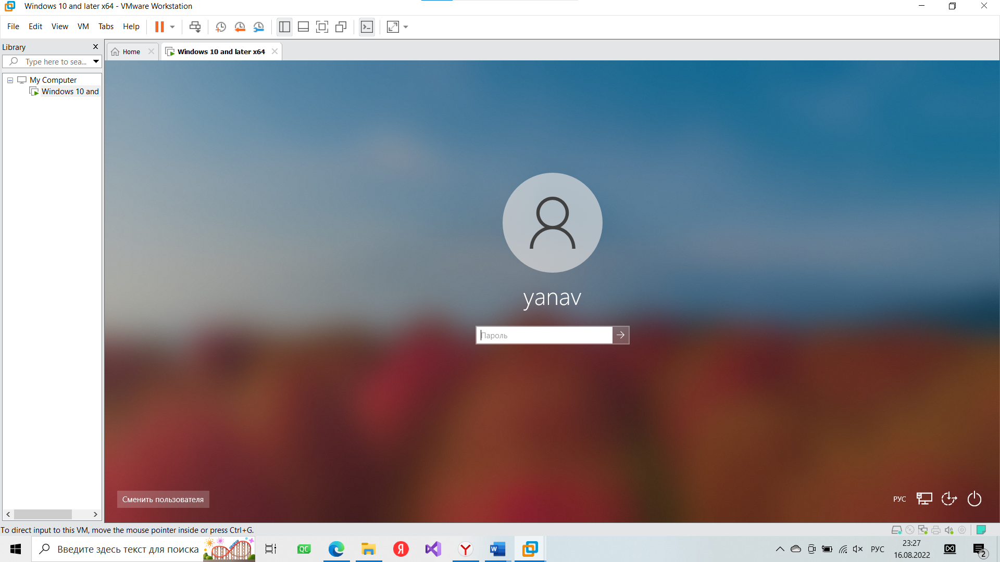 Windows 10 and later x64 - VMware Workstation
File Edit View VM Tabs Help
Library
Type here to sea...
My Computer
Windows 10 and
Home
Windows 10 and later x64
yanav
Пароль
Сменить пользователя
РУС
To direct input to this VM, move the mouse pointer inside or press Ctrl+G.
Введите здесь текст для поиска
QC
Я
Y
W
РУС
23:27
16.08.2022
2